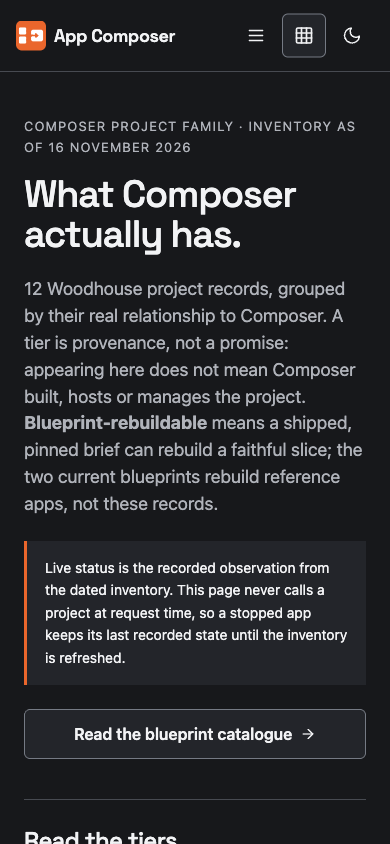 App Composer
COMPOSER PROJECT FAMILY · INVENTORY AS
OF 16 NOVEMBER 2026
What Composer
actually has.
12 Woodhouse project records, grouped
by their real relationship to Composer. A
tier is provenance, not a promise:
appearing here does not mean Composer
built, hosts or manages the project.
Blueprint-rebuildable means a shipped,
pinned brief can rebuild a faithful slice; the
two current blueprints rebuild reference
apps, not these records.
Live status is the recorded observation from
the dated inventory. This page never calls a
project at request time, so a stopped app
keeps its last recorded state until the inventory
is refreshed.
Read the blueprint catalogue →
Read the tiers